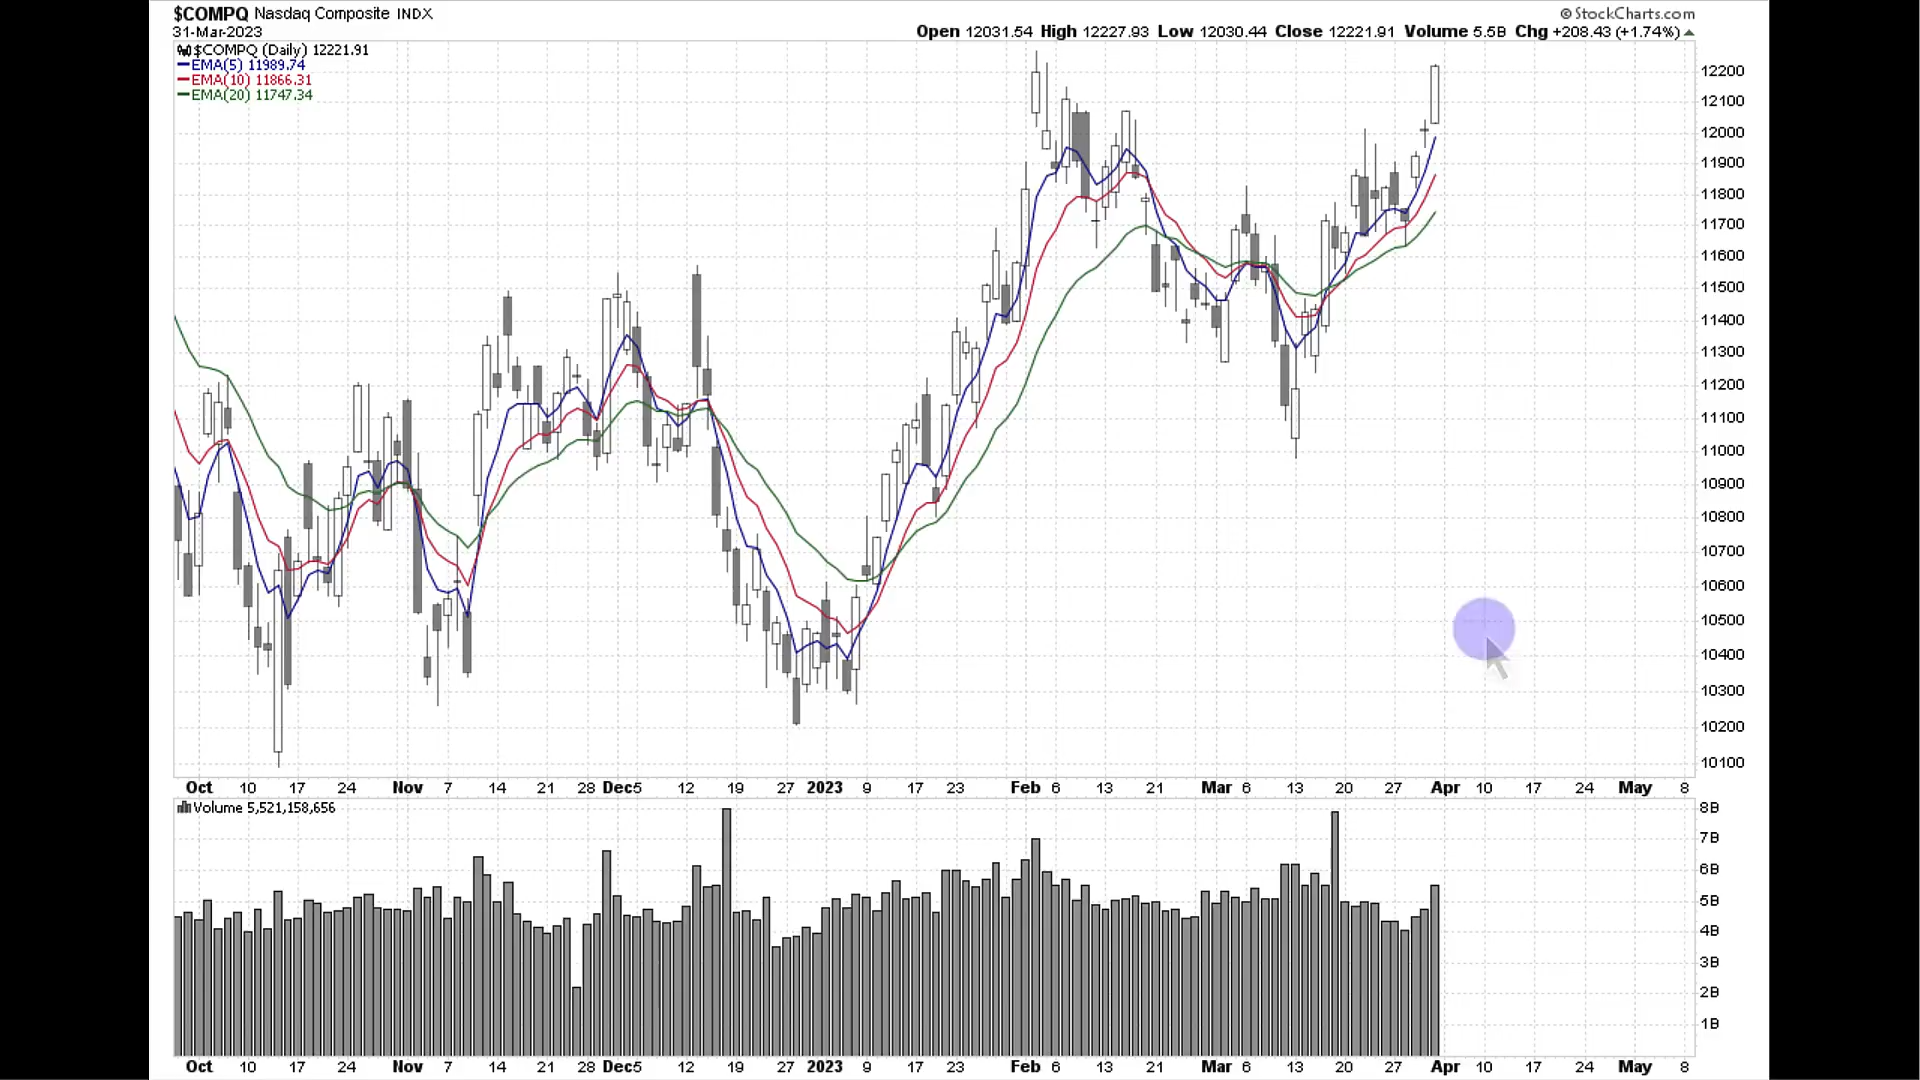 $COMPQ Nasdaq Composite INDX
© StockCharts.com
31-Mar-2023
Open 12031.54 High 12227.93 Low 12030.44 Close 12221.91 Volume 5.5B Chg +208.43 (+1.74%)
$COMPQ (Daily) 12221.91
EMA(5) 11989.74
EMA(10) 11866.31
EMA(20) 11747.34
12200
12100
12000
11900
11800
11700
11600
11500
11400
11300
11200
11100
11000
10900
10800
10700
10600
10500
10400
10300
10200
10100
Oct 10 17 24 Nov 7 14 21 28 Dec5 12 19 27 2023 9 17 23 Feb 6 13 21 Mar 6 13 20 27 Apr 10 17 24 May 8
Volume 5,521,158,656
8B
7B
6B
5B
4B
3B
2B
1B
Oct 10 17 24 Nov 7 14 21 28 Dec5 12 19 27 2023 9 17 23 Feb 6 13 21 Mar 6 13 20 27 Apr 10 17 24 May 8